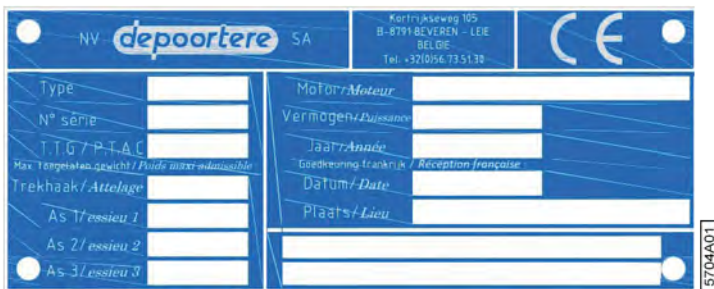 NV depoortere SA
Kortrijkseweg 105
B-8791 BEVEREN - LEIE
BELGIE
Tel: +32(0)56.73.51.30
CE
Type
N° série
T.T.G / P.T.A.C
Max. toegelaten gewicht / Poids maxi admissible
Trekhaak / Attelage
As 1 / essieu 1
As 2 / essieu 2
As 3 / essieu 3
Motor / Moteur
Vermogen / Puissance
Jaar / Année
Goedkeuring frankrijk / Réception française
Datum / Date
Plaats / Lieu
5704A01